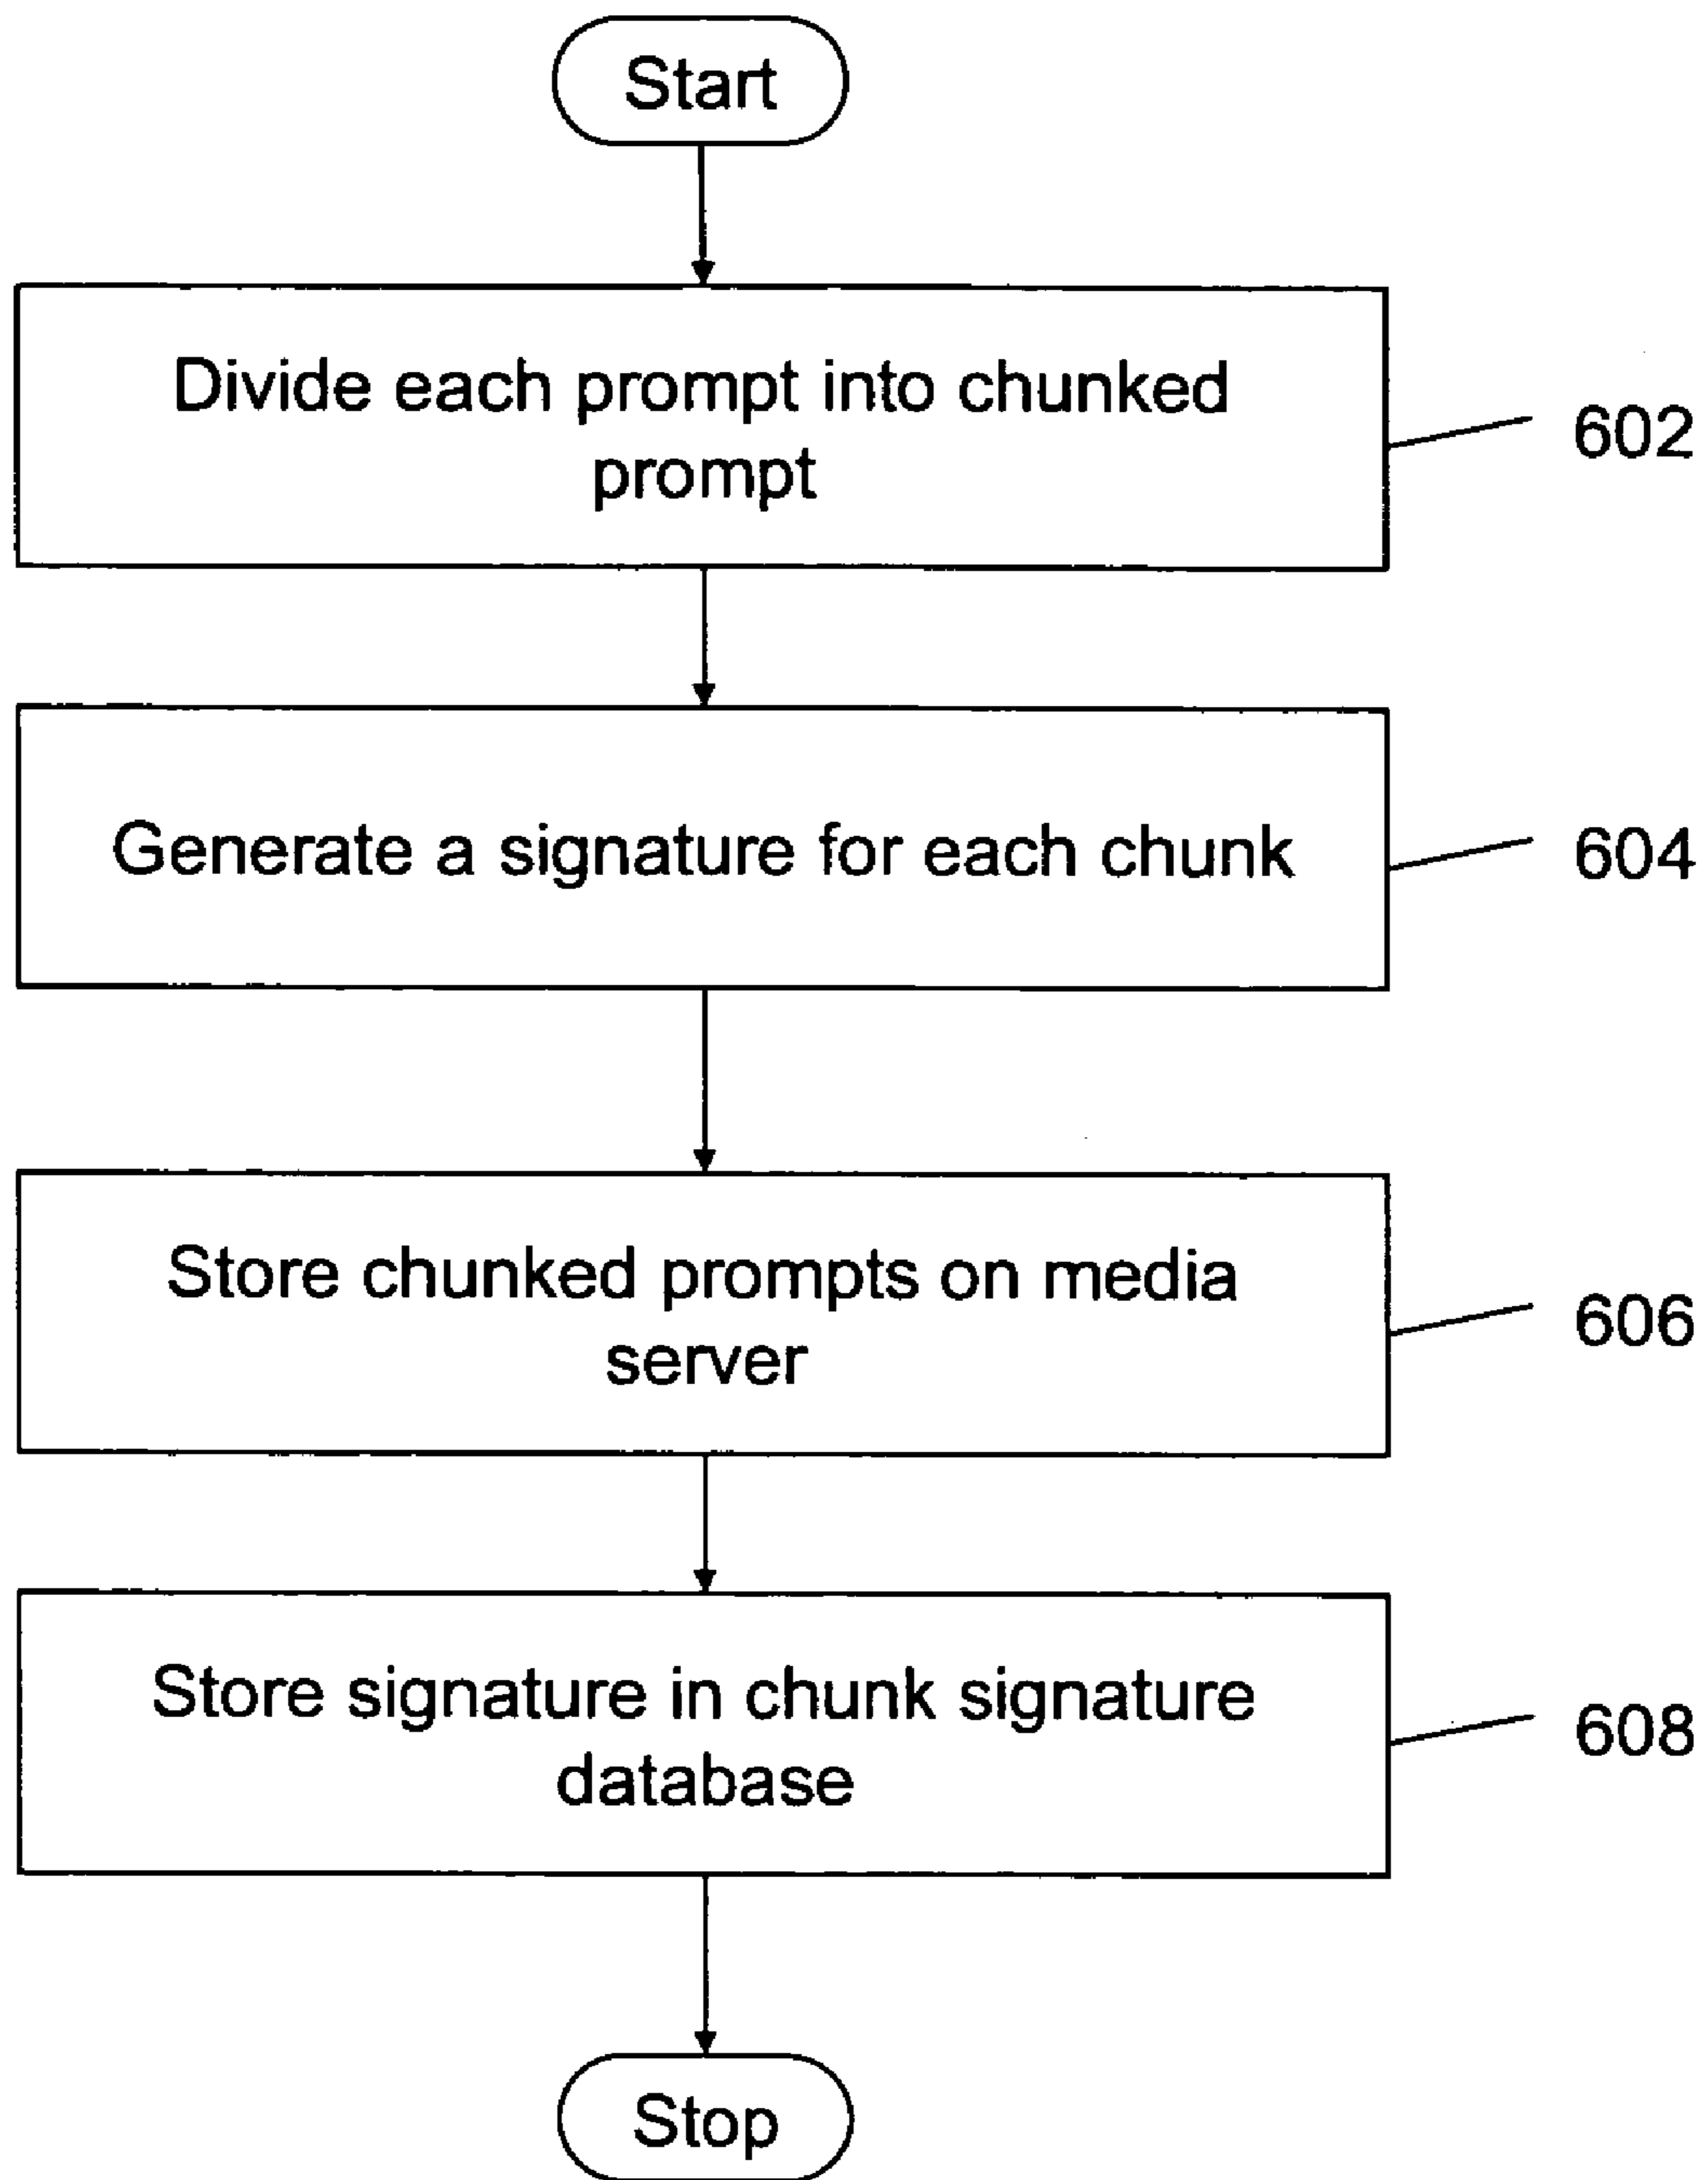 Start
Divide each prompt into chunked
prompt
602
Generate a signature for each chunk
604
Store chunked prompts on media
server
606
Store signature in chunk signature
database
608
Stop